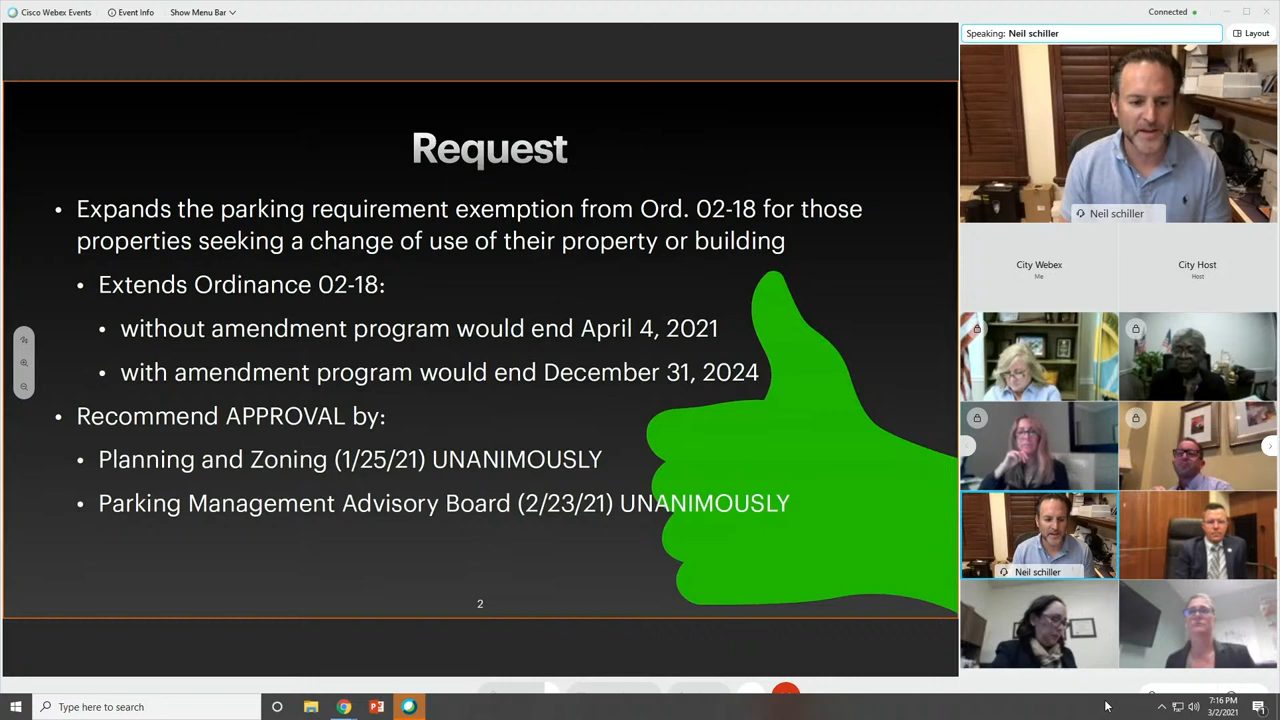 Cisco Webex Events
Event Info
Show Menu Bar
Connected
Speaking: Neil schiller
Layout
Request
• Expands the parking requirement exemption from Ord. 02-18 for those
properties seeking a change of use of their property or building
• Extends Ordinance 02-18:
• without amendment program would end April 4, 2021
• with amendment program would end December 31, 2024
• Recommend APPROVAL by:
• Planning and Zoning (1/25/21) UNANIMOUSLY
• Parking Management Advisory Board (2/23/21) UNANIMOUSLY
2
Neil schiller
City Webex
Me
City Host
Host
Neil schiller
Type here to search
7:16 PM
3/2/2021